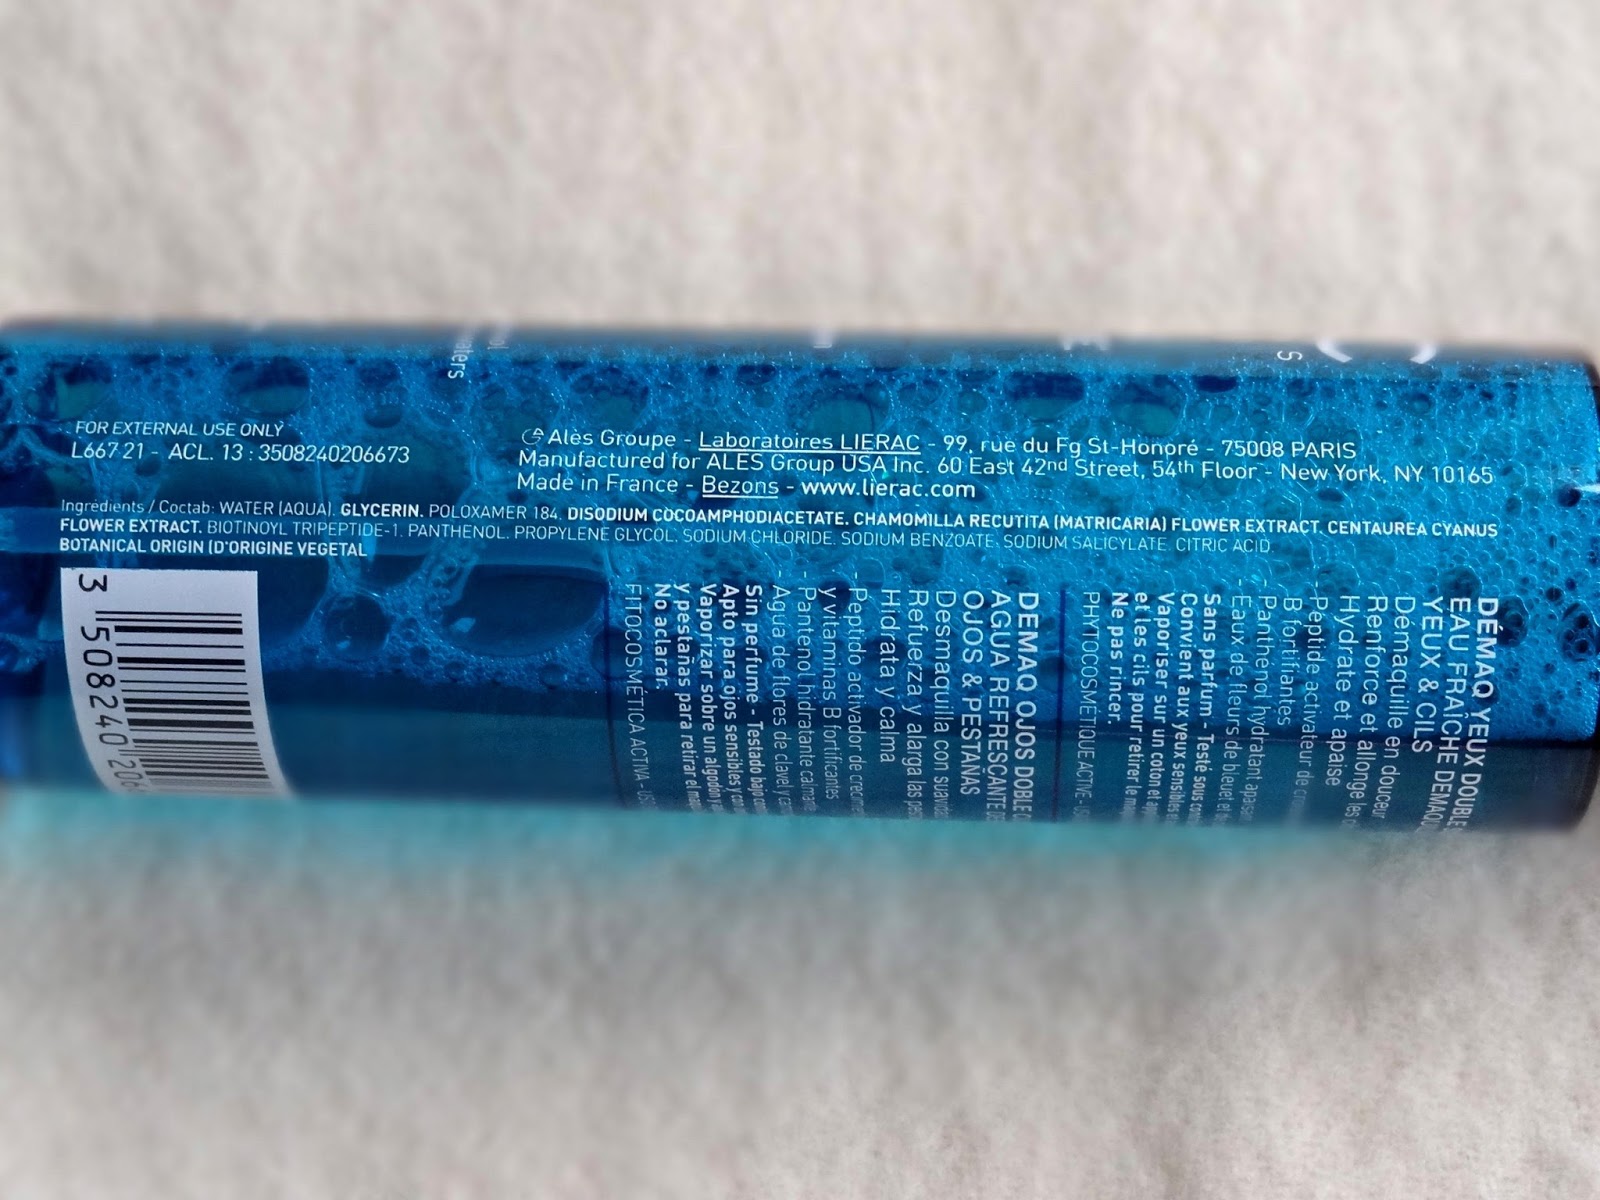 FOR EXTERNAL USE ONLY
L667 21 - ACL. 13 : 3508240206673
Alès Groupe - Laboratoires LIERAC - 99, rue du Fg St-Honoré - 75008 PARIS
Manufactured for ALES Group USA Inc. 60 East 42nd Street, 54th Floor - New York, NY 10165
Made in France - Bezons - www.lierac.com
Ingrédients / Coctab: WATER (AQUA). GLYCERIN. POLOXAMER 184. DISODIUM COCOAMPHODIACETATE. CHAMOMILLA RECUTITA (MATRICARIA) FLOWER EXTRACT. CENTAUREA CYANUS
FLOWER EXTRACT. BIOTINOYL TRIPEPTIDE-1. PANTHENOL. PROPYLENE GLYCOL. SODIUM CHLORIDE. SODIUM BENZOATE. SODIUM SALICYLATE. CITRIC ACID.
BOTANICAL ORIGIN (D'ORIGINE VEGETAL
DÉMAQ YEUX DOUBLE
EAU FRAÎCHE DEMAQ
YEUX & CILS
Démaquille en douceur
Renforce et allonge les
Hydrate et apaise
- Peptide activateur de
B fortifiantes
- Panthénol hydratant
- Eaux de fleurs de bleuet et
Sans parfum - Testé sous
Convient aux yeux sensibles
Vaporiser sur un coton et
et les cils pour retirer le
Ne pas rincer.
PHYTOCOSMÉTIQUE ACTIVE -
DEMAQ OJOS DOBLE
AGUA REFRESCANTE
OJOS & PESTANAS
Desmaquilla con
Refuerza y alarga las
Hidrata y calma
- Peptido activador de
y vitaminas B fortificantes
- Pantenol hidratante
- Agua de flores de clavel y
Sin perfume - Testado bajo
Apto para ojos sensibles y
Vaporizar sobre un algodón
y pestañas para retirar el
No aclarar.
FITOCOSMÉTICA ACTIVA -
3 508240 206